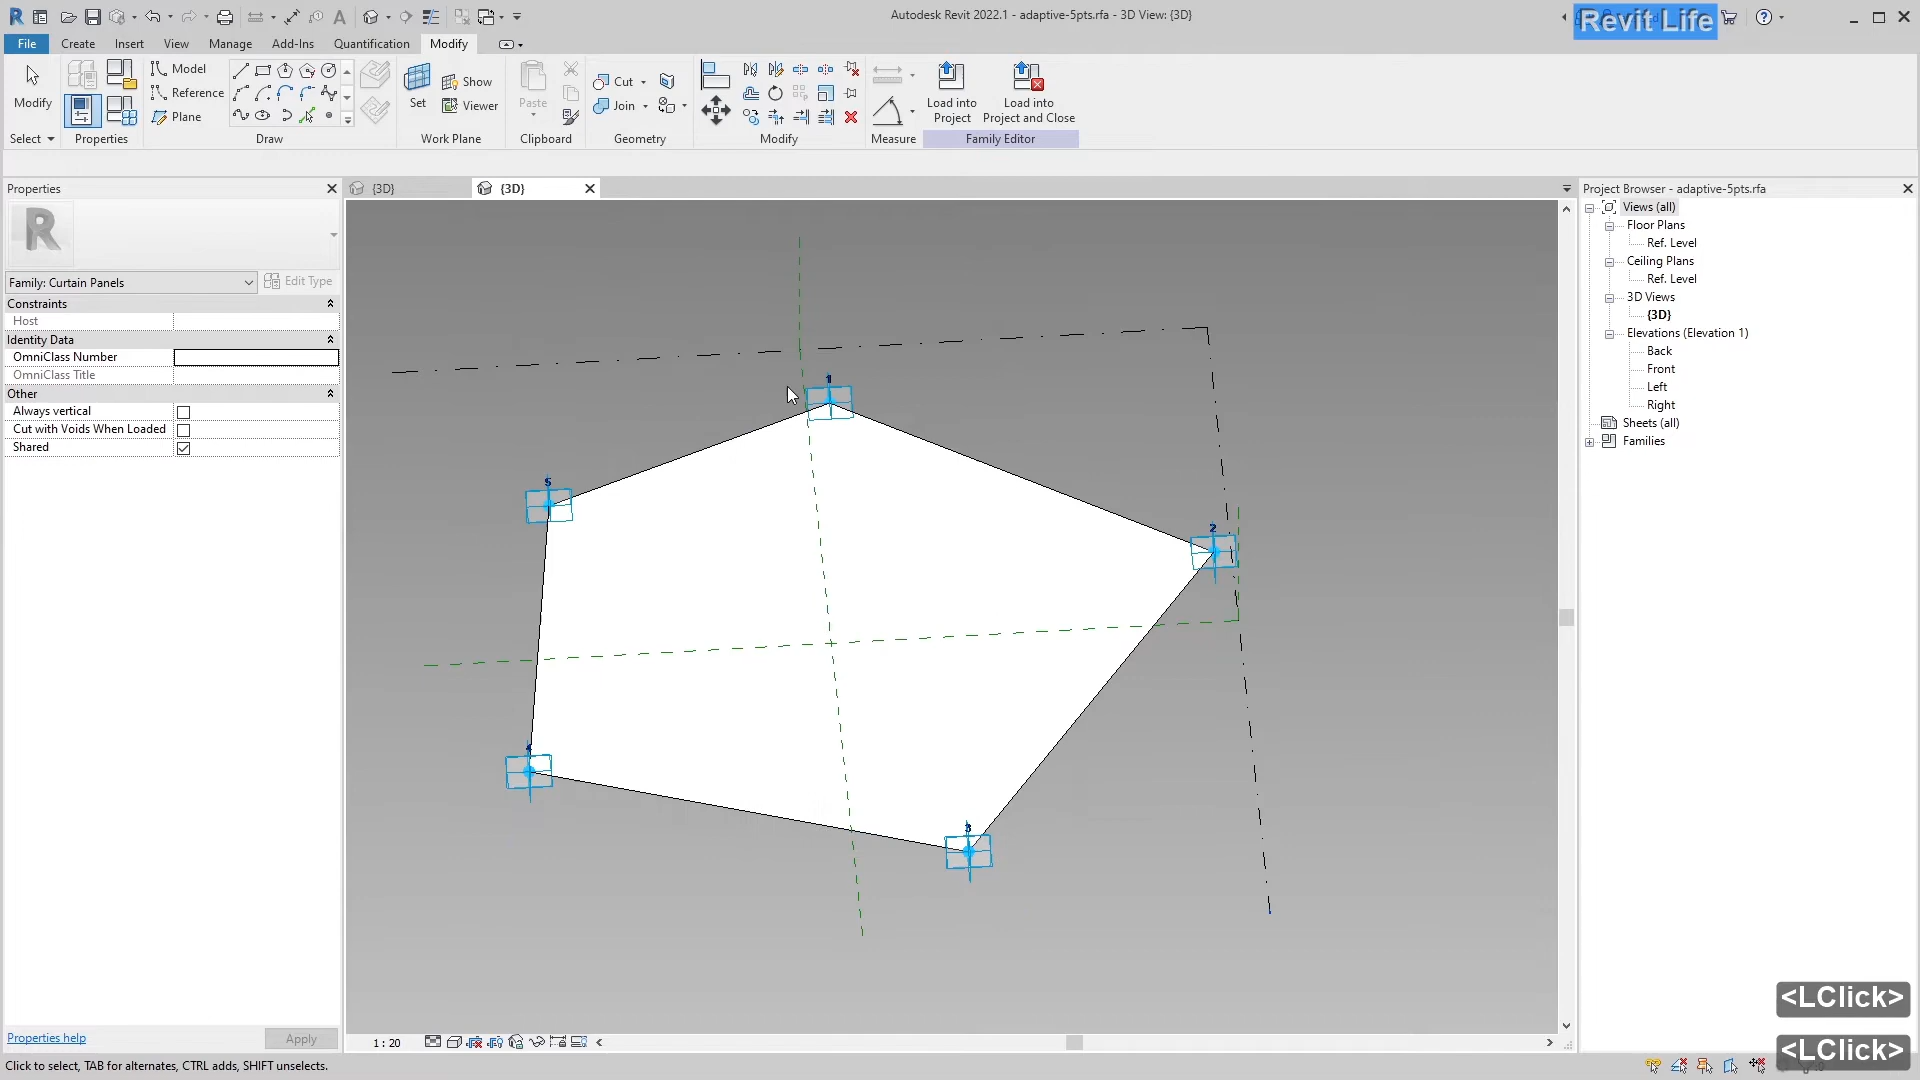 Autodesk Revit 2022.1 - adaptive-5pts.rfa - 3D View: {3D}
Revit Life
File
Create
Insert
View
Manage
Add-Ins
Quantification
Modify
Modify
Model
Reference
Plane
Set
Show
Viewer
Paste
Cut
Join
Load into
Project
Load into
Project and Close
Select
Properties
Draw
Work Plane
Clipboard
Geometry
Modify
Measure
Family Editor
Properties
{3D}
{3D}
Project Browser - adaptive-5pts.rfa
R
Family: Curtain Panels
Edit Type
Constraints
Host
Identity Data
OmniClass Number
OmniClass Title
Other
Always vertical
Cut with Voids When Loaded
Shared
1
5
2
4
3
Views (all)
Floor Plans
Ref. Level
Ceiling Plans
Ref. Level
3D Views
{3D}
Elevations (Elevation 1)
Back
Front
Left
Right
Sheets (all)
Families
<LClick>
<LClick>
Properties help
Apply
1 : 20
Click to select, TAB for alternates, CTRL adds, SHIFT unselects.